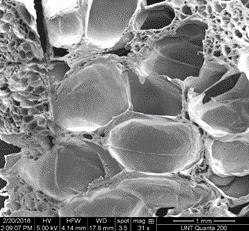 2/20/2018 HV HFW WD spot mag 1 mm
2:09:07 PM 5.00 kV 4.14 mm 17.6 mm 3.5 31 x UNT Quanta 200